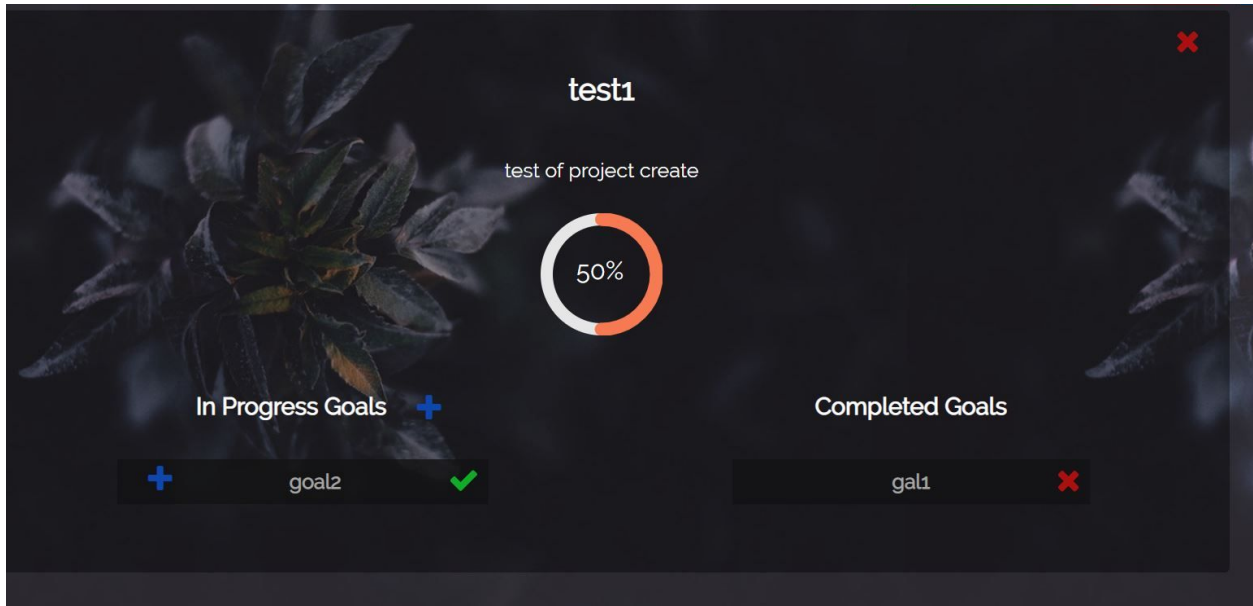 test1
test of project create
50%
In Progress Goals
Completed Goals
goal2
gal1